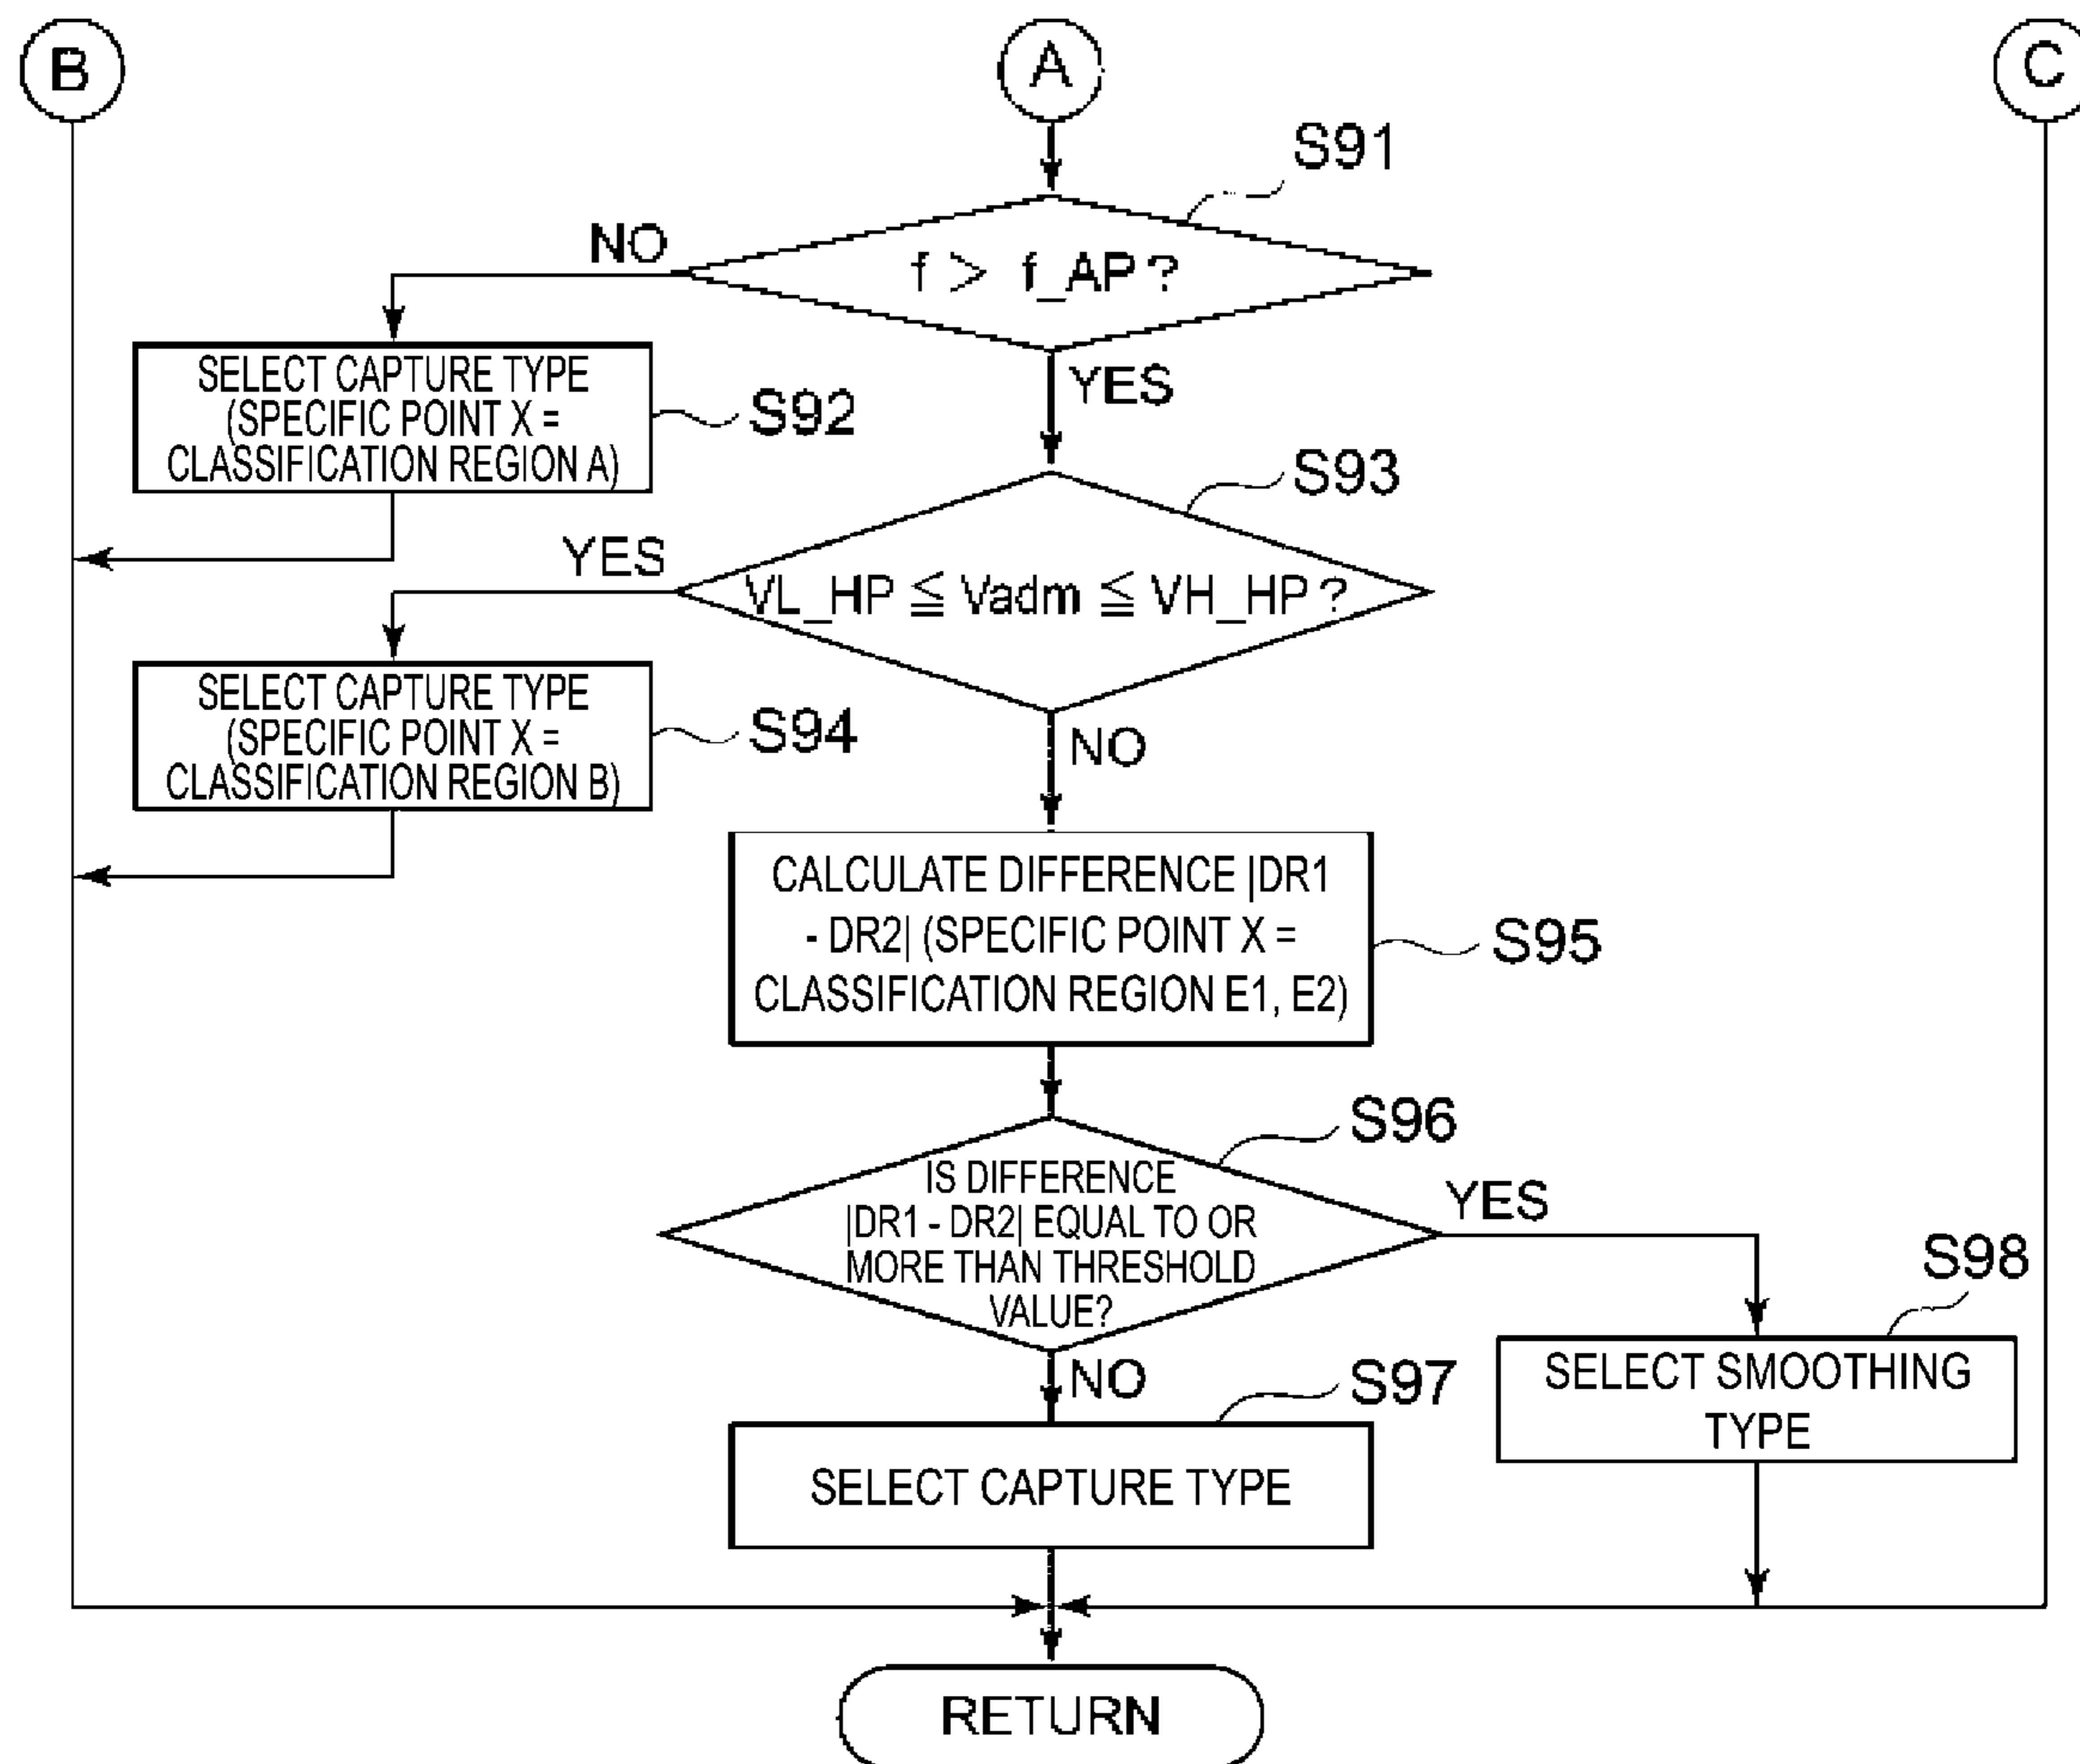 B
A
C
S91
NO
f > f_AP?
YES
SELECT CAPTURE TYPE
(SPECIFIC POINT X =
CLASSIFICATION REGION A)
S92
S93
YES
VL_HP ≦ Vadm ≦ VH_HP?
NO
SELECT CAPTURE TYPE
(SPECIFIC POINT X =
CLASSIFICATION REGION B)
S94
CALCULATE DIFFERENCE |DR1
- DR2| (SPECIFIC POINT X =
CLASSIFICATION REGION E1, E2)
S95
S96
IS DIFFERENCE
|DR1 - DR2| EQUAL TO OR
MORE THAN THRESHOLD
VALUE?
YES
NO
S98
SELECT SMOOTHING
TYPE
S97
SELECT CAPTURE TYPE
RETURN